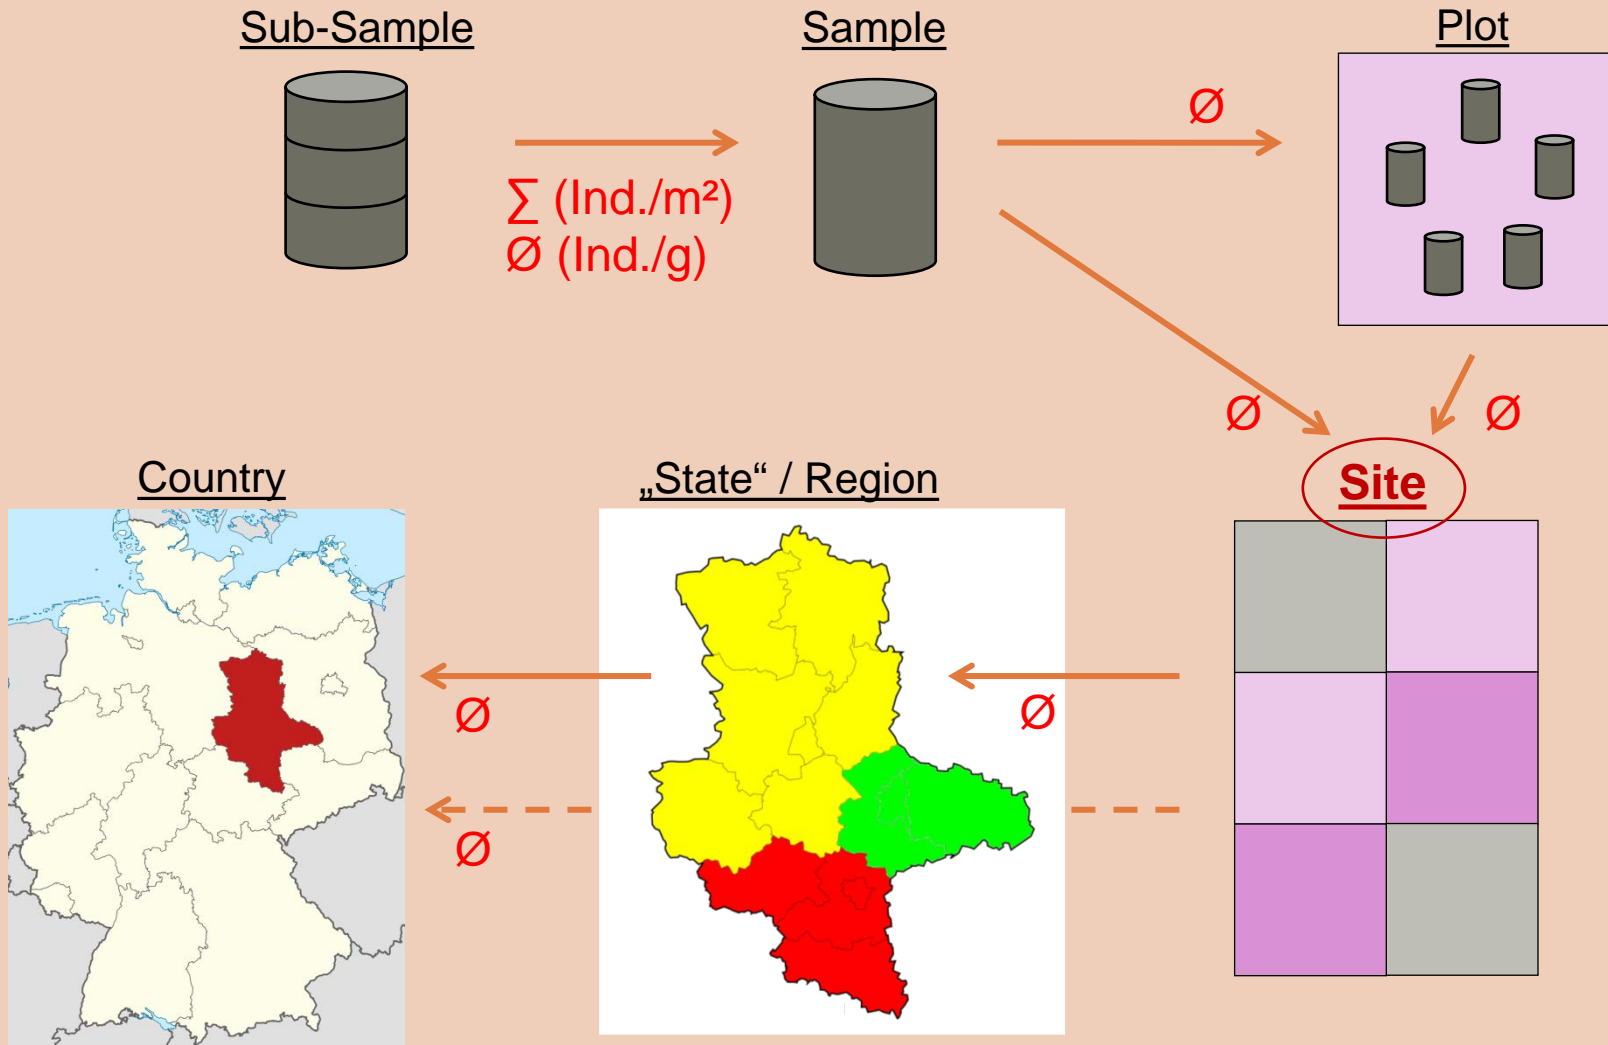 Sub-Sample
Sample
Plot
Ø
∑ (Ind./m²)
Ø (Ind./g)
Ø
Ø
Country
„State“ / Region
Site
Ø
Ø
Ø